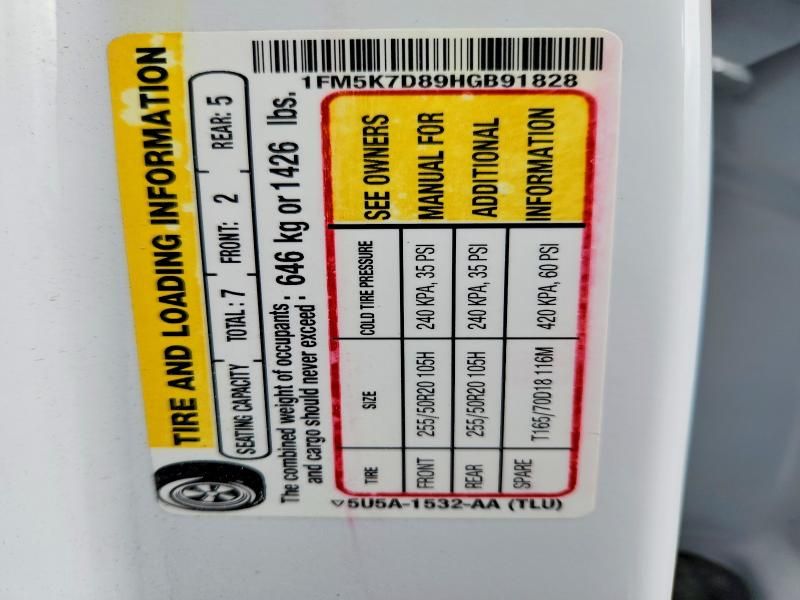 TIRE AND LOADING INFORMATION
SEATING CAPACITY TOTAL: 7 FRONT: 2 REAR: 5
The combined weight of occupants and cargo should never exceed: 646 kg or 1426 lbs.
TIRE SIZE COLD TIRE PRESSURE SEE OWNERS
FRONT 255/50R20 105H 240 KPA, 35 PSI MANUAL FOR
REAR 255/50R20 105H 240 KPA, 35 PSI ADDITIONAL
SPARE T165/70D18 116M 420 KPA, 60 PSI INFORMATION
1FM5K7D89HGB91828
▽5U5A-1532-AA (TLU)